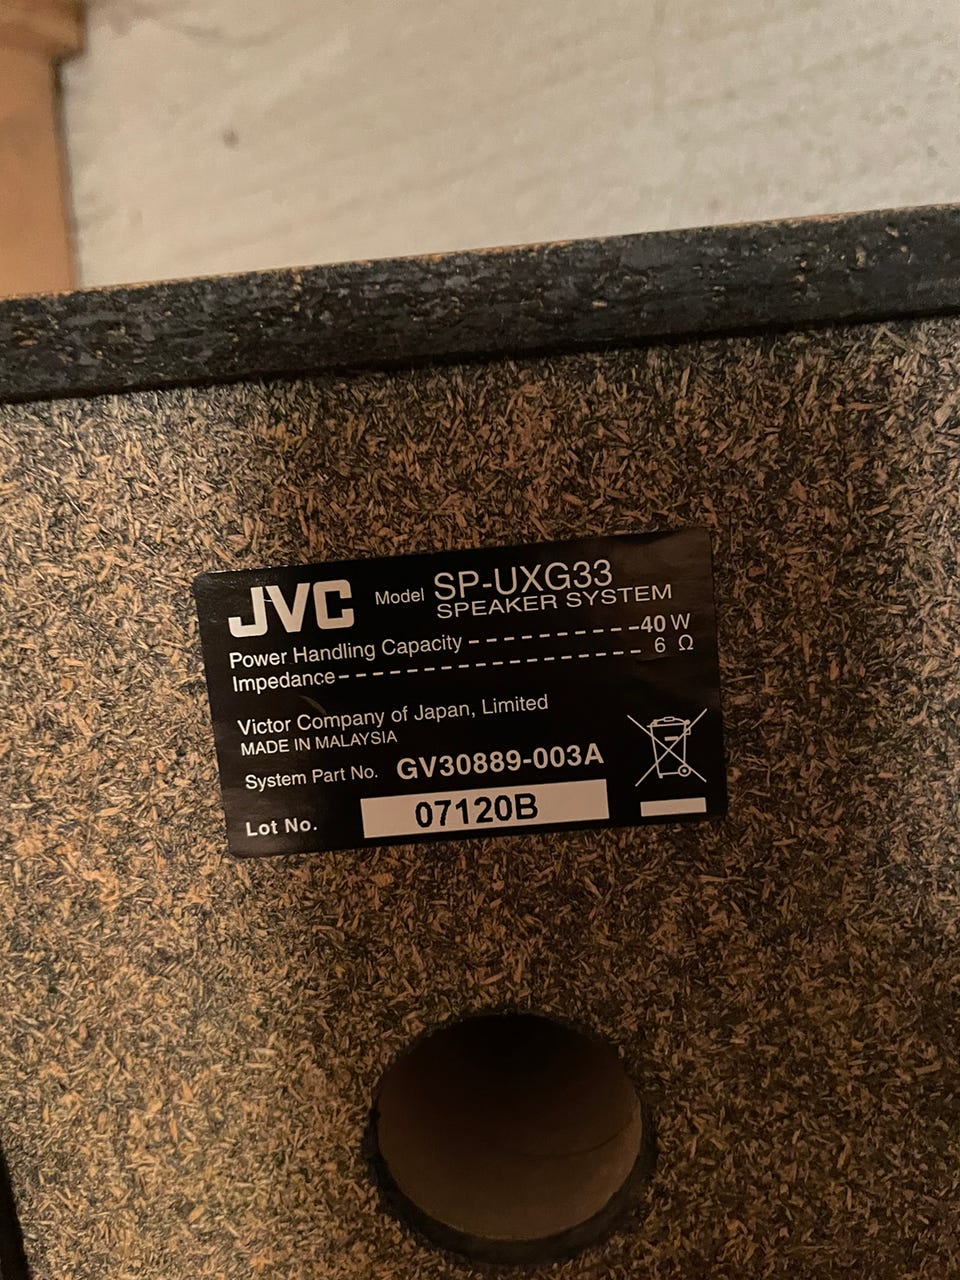 JVC Model SP-UXG33
SPEAKER SYSTEM
Power Handling Capacity ----------40 W
Impedance---------------- 6 Ω
Victor Company of Japan, Limited
MADE IN MALAYSIA
System Part No. GV30889-003A
Lot No. 07120B